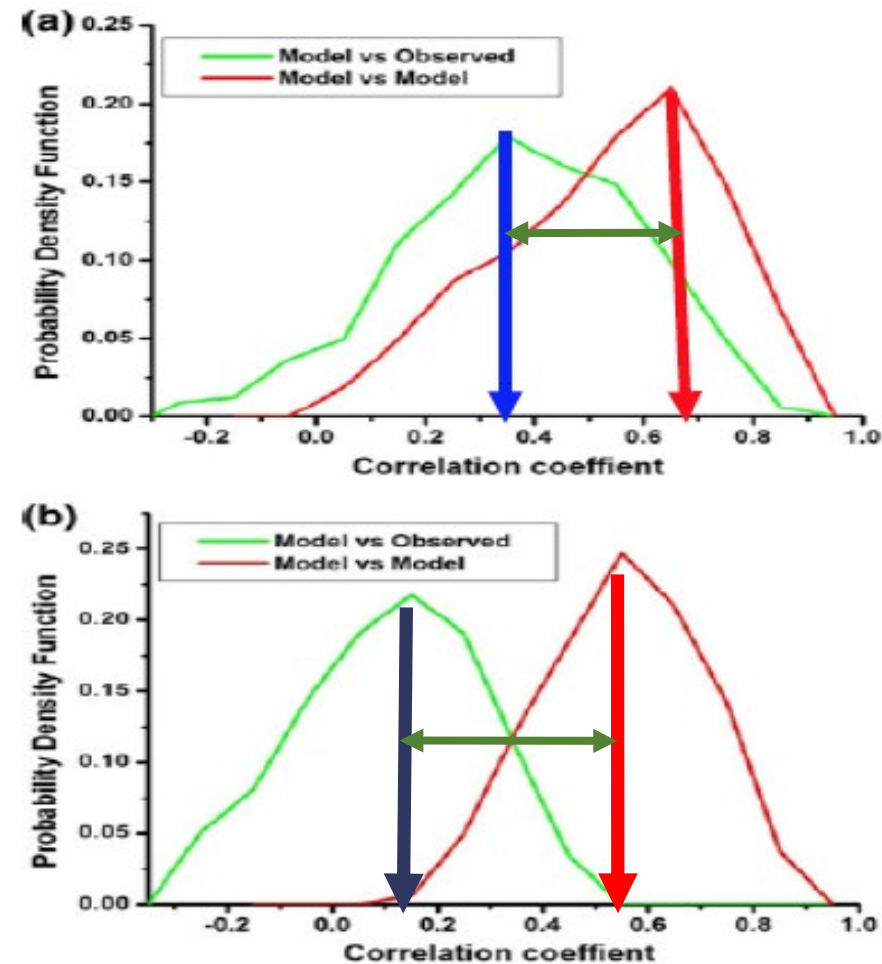 (a)
0.25
Model vs Observed
Model vs Model
0.20
0.15
0.10
0.05
0.00
Probability Density Function
-0.2 0.0 0.2 0.4 0.6 0.8 1.0
Correlation coeffient
(b)
Model vs Observed
Model vs Model
0.25
0.20
0.15
0.10
0.05
0.00
Probability Density Function
-0.2 0.0 0.2 0.4 0.6 0.8 1.0
Correlation coeffient